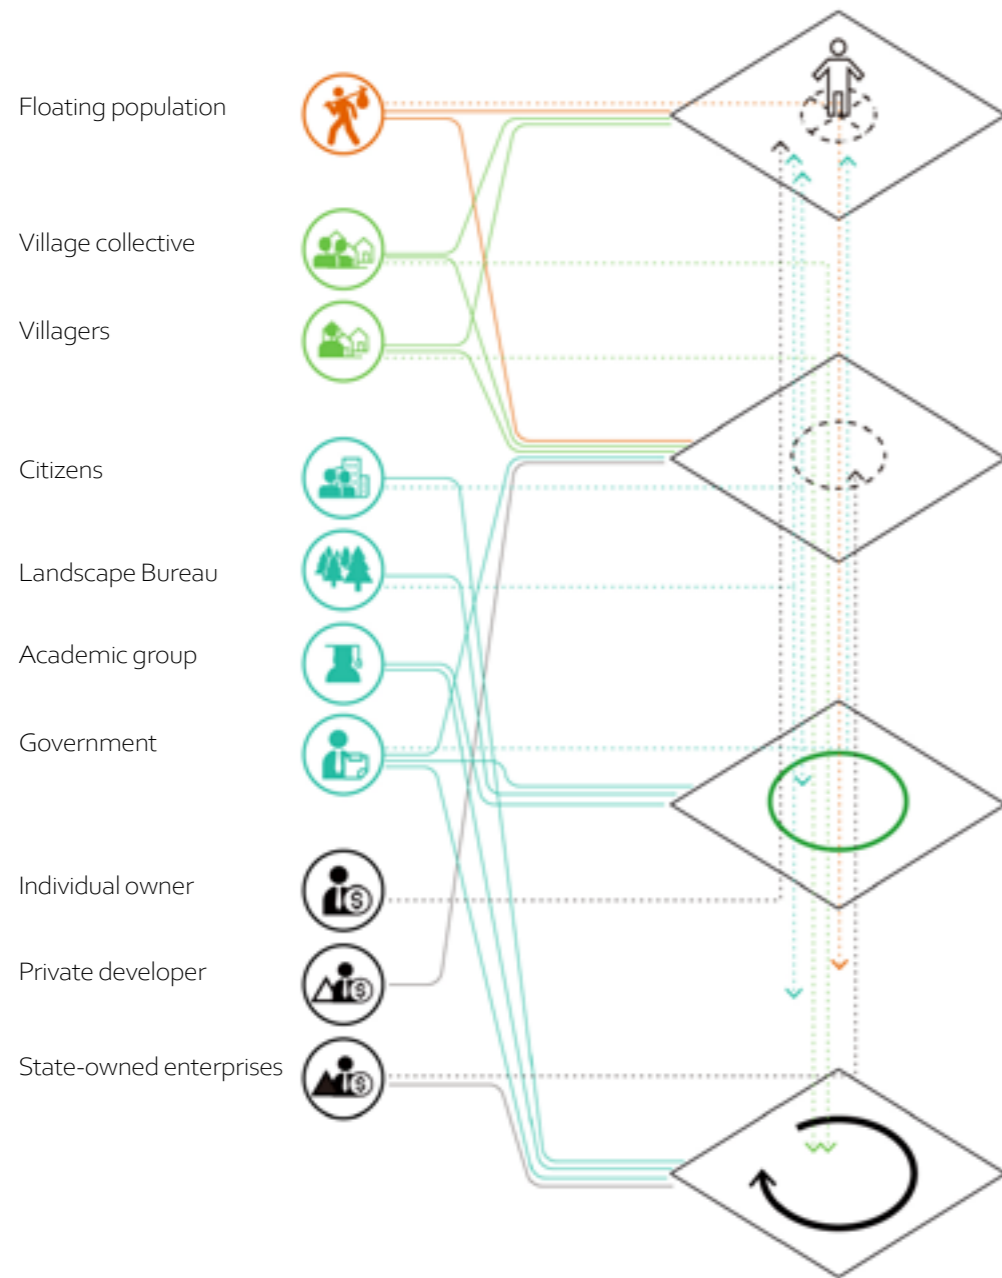 Floating population
Village collective
Villagers
Citizens
Landscape Bureau
Academic group
Government
Individual owner
$
Private developer
$
State-owned enterprises
$